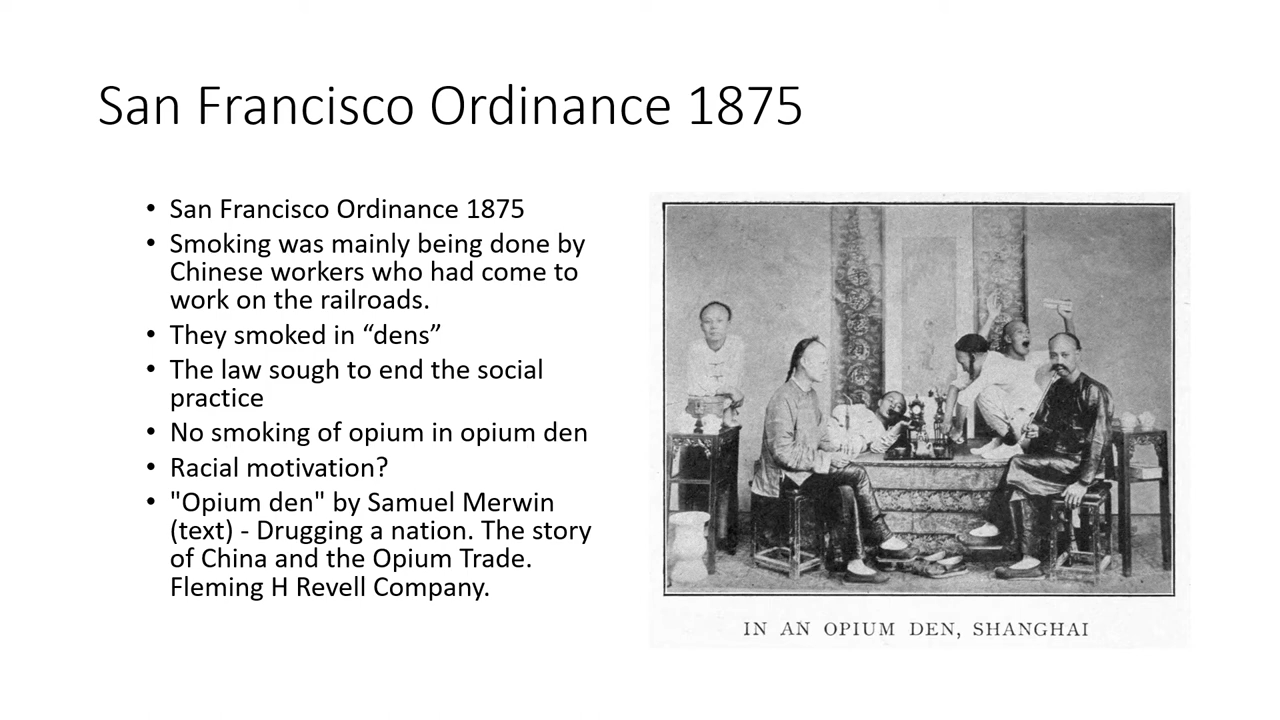 San Francisco Ordinance 1875
• San Francisco Ordinance 1875
• Smoking was mainly being done by
Chinese workers who had come to
work on the railroads.
• They smoked in “dens”
• The law sough to end the social
practice
• No smoking of opium in opium den
• Racial motivation?
• "Opium den" by Samuel Merwin
(text) - Drugging a nation. The story
of China and the Opium Trade.
Fleming H Revell Company.
IN AN OPIUM DEN, SHANGHAI